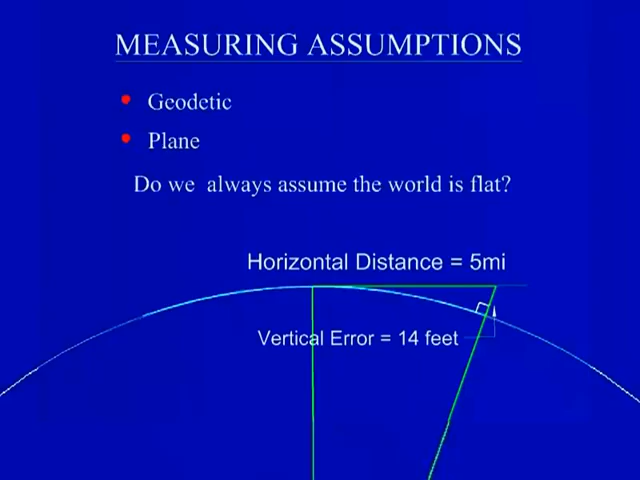 MEASURING ASSUMPTIONS
Geodetic
Plane
Do we always assume the world is flat?
Horizontal Distance = 5mi
Vertical Error = 14 feet